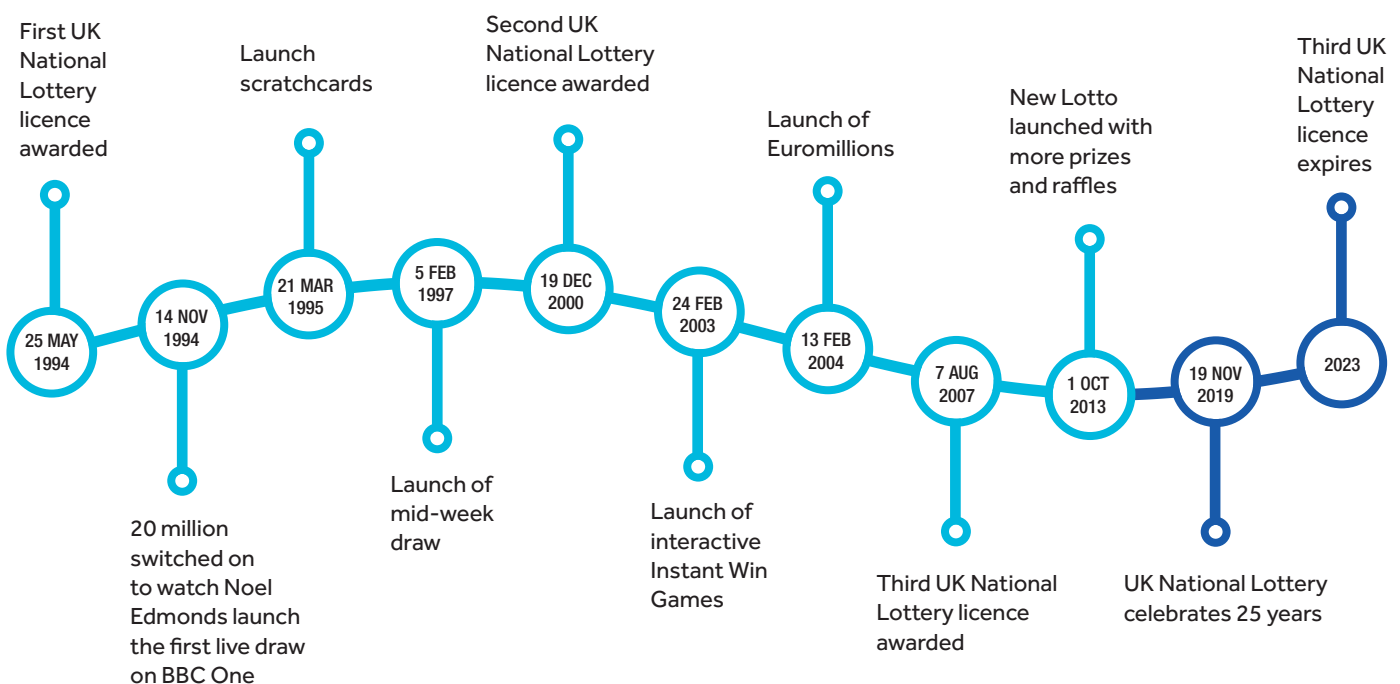 First UK
National
Lottery
licence
awarded
25 MAY
1994
14 NOV
1994
20 million
switched on
to watch Noel
Edmonds launch
the first live draw
on BBC One
Launch
scratchcards
21 MAR
1995
5 FEB
1997
Launch of
mid-week
draw
Second UK
National Lottery
licence awarded
19 DEC
2000
24 FEB
2003
Launch of
interactive
Instant Win
Games
Launch of
Euromillions
13 FEB
2004
7 AUG
2007
Third UK National
Lottery licence
awarded
New Lotto
launched with
more prizes
and raffles
1 OCT
2013
19 NOV
2019
UK National Lottery
celebrates 25 years
Third UK
National
Lottery
licence
expires
2023